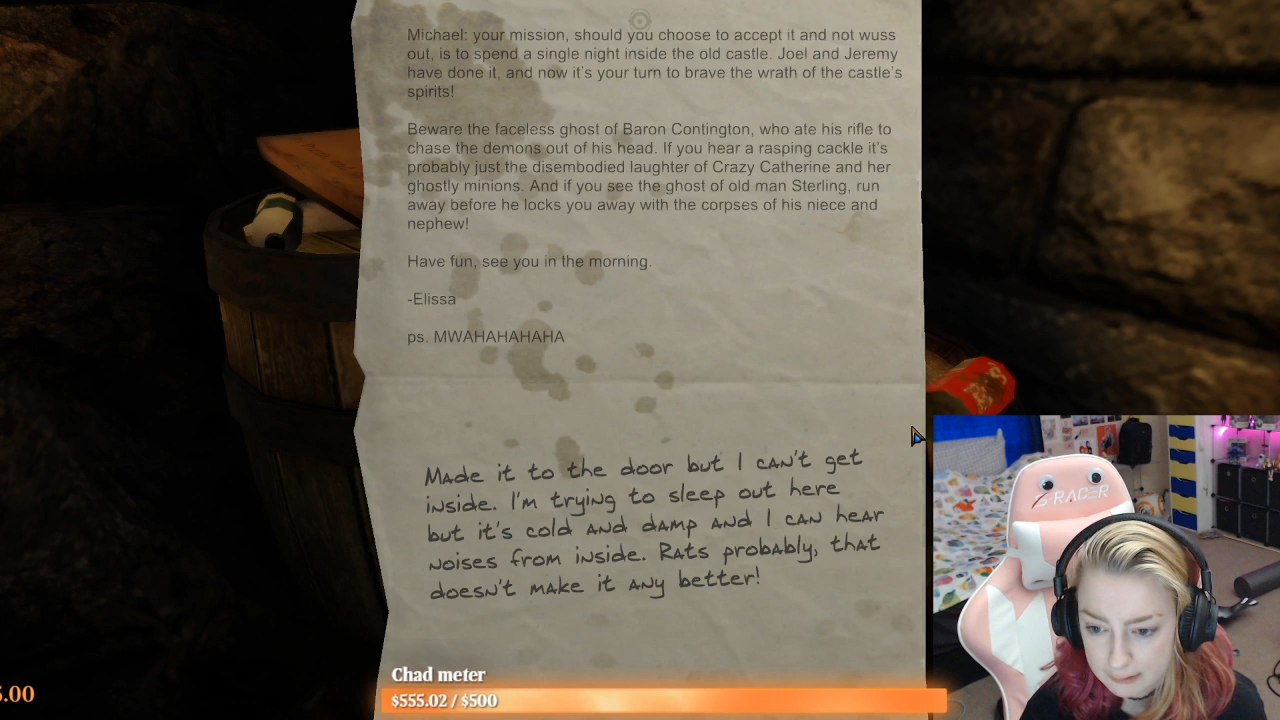 Michael: your mission, should you choose to accept it and not wuss
out, is to spend a single night inside the old castle. Joel and Jeremy
have done it, and now it's your turn to brave the wrath of the castle's
spirits!
Beware the faceless ghost of Baron Contington, who ate his rifle to
chase the demons out of his head. If you hear a rasping cackle it's
probably just the disembodied laughter of Crazy Catherine and her
ghostly minions. And if you see the ghost of old man Sterling, run
away before he locks you away with the corpses of his niece and
nephew!
Have fun, see you in the morning.
-Elissa
ps. MWAHAHAHAHA
Made it to the door but I can't get
inside. I'm trying to sleep out here
but it's cold and damp and I can hear
noises from inside. Rats probably, that
doesn't make it any better!
Chad meter
$555.02 / $500
5.00
RACER